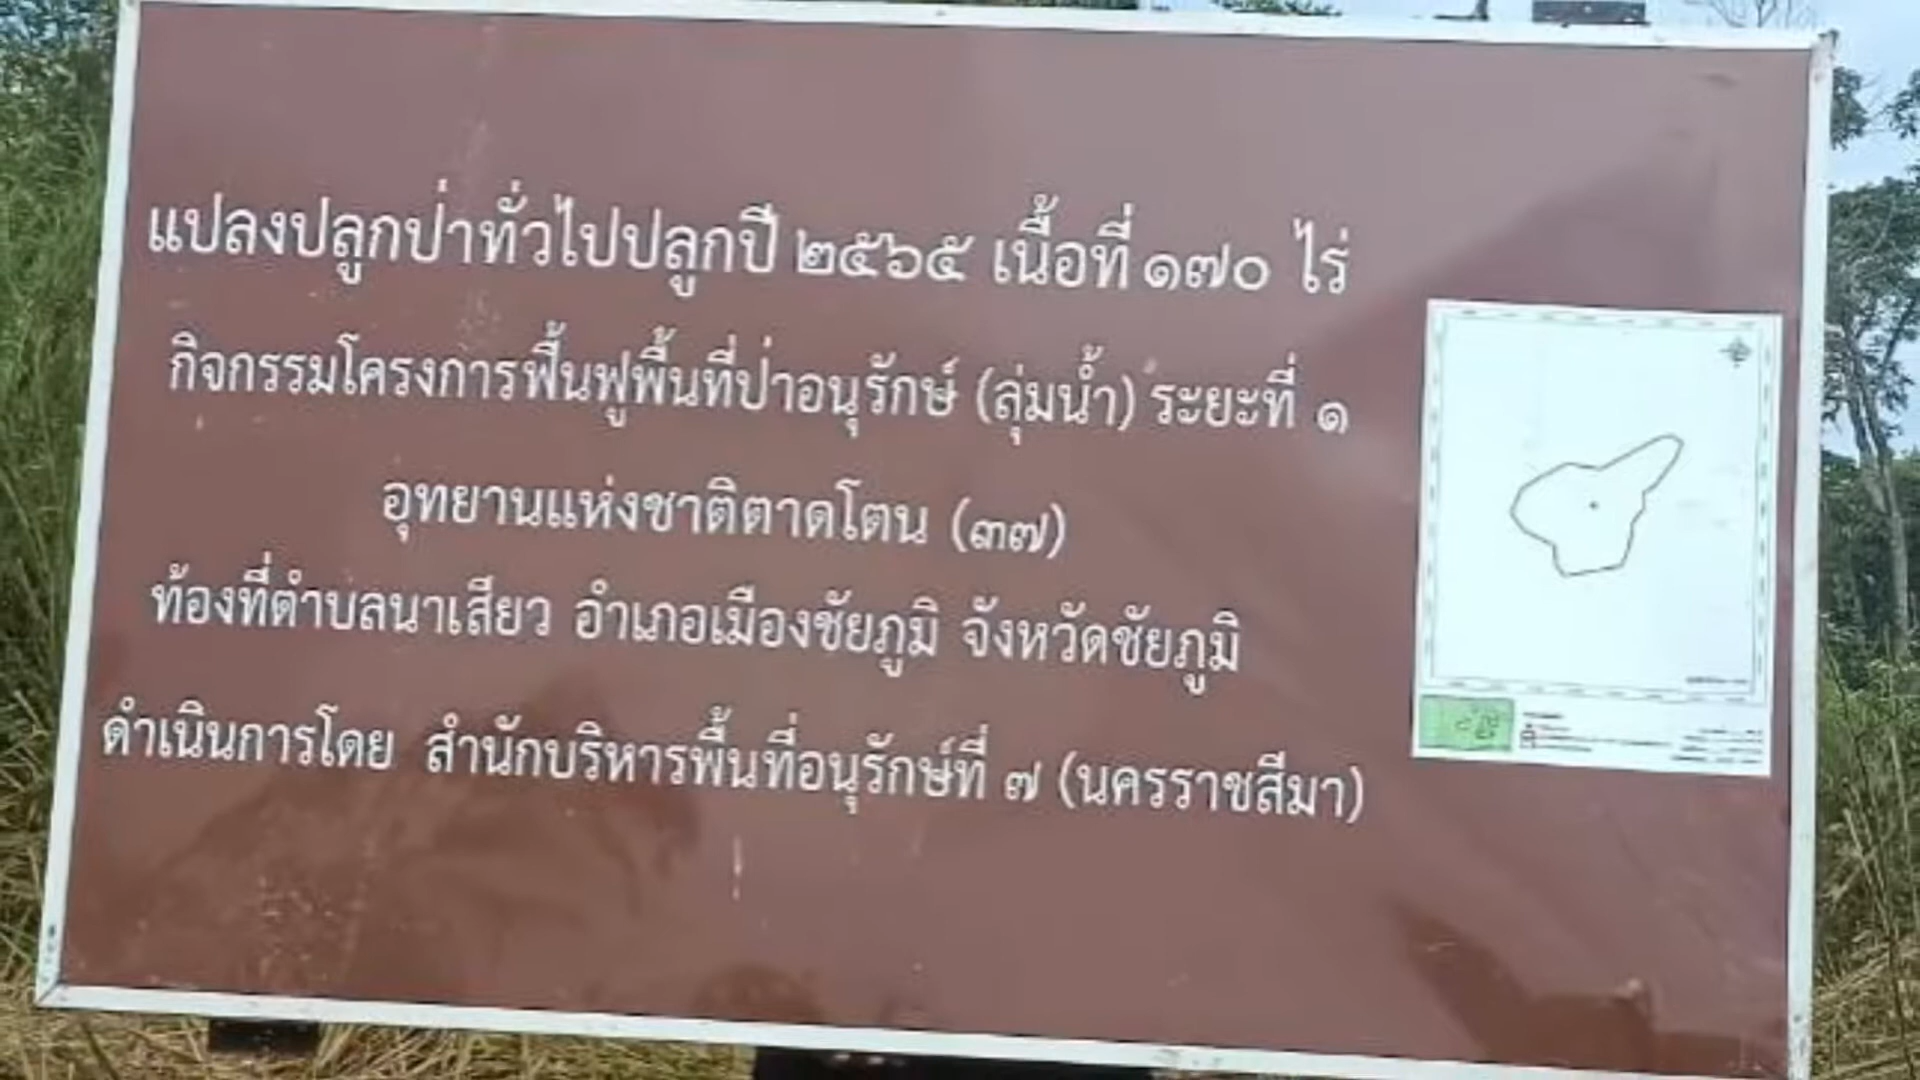 แปลงปลูกป่าทั่วไปปลูกปี ๒๕๖๕ เนื้อที่ ๑๗๐ ไร่
กิจกรรมโครงการฟื้นฟูพื้นที่ป่าอนุรักษ์ (ลุ่มน้ำ) ระยะที่ ๑
อุทยานแห่งชาติตาดโตน (๓๗)
ท้องที่ตำบลนาเสียว อำเภอเมืองชัยภูมิ จังหวัดชัยภูมิ
ดำเนินการโดย สำนักบริหารพื้นที่อนุรักษ์ที่ ๗ (นครราชสีมา)